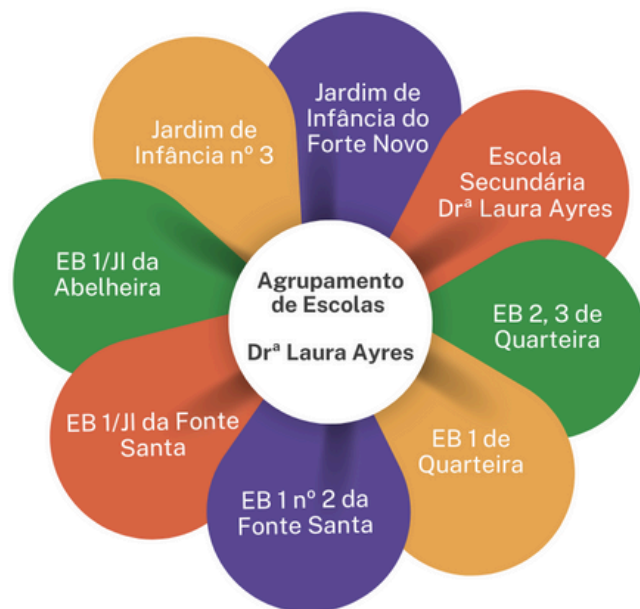 Agrupamento
de Escolas
Drª Laura Ayres
Jardim de
Infância do
Forte Novo
Escola
Secundária
Drª Laura Ayres
EB 2, 3 de
Quarteira
EB 1 de
Quarteira
EB 1 nº 2 da
Fonte Santa
EB 1/JI da Fonte
Santa
EB 1/JI da
Abelheira
Jardim de
Infância nº 3